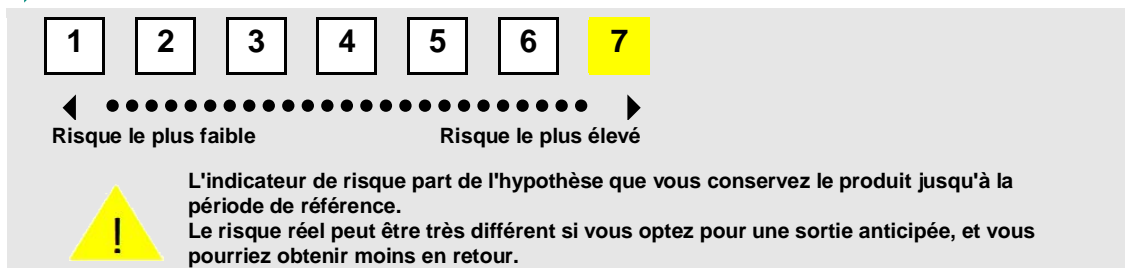 1 2 3 4 5 6 7
Risque le plus faible Risque le plus élevé
L'indicateur de risque part de l'hypothèse que vous conservez le produit jusqu'à la
période de référence.
! Le risque réel peut être très différent si vous optez pour une sortie anticipée, et vous
pourriez obtenir moins en retour.